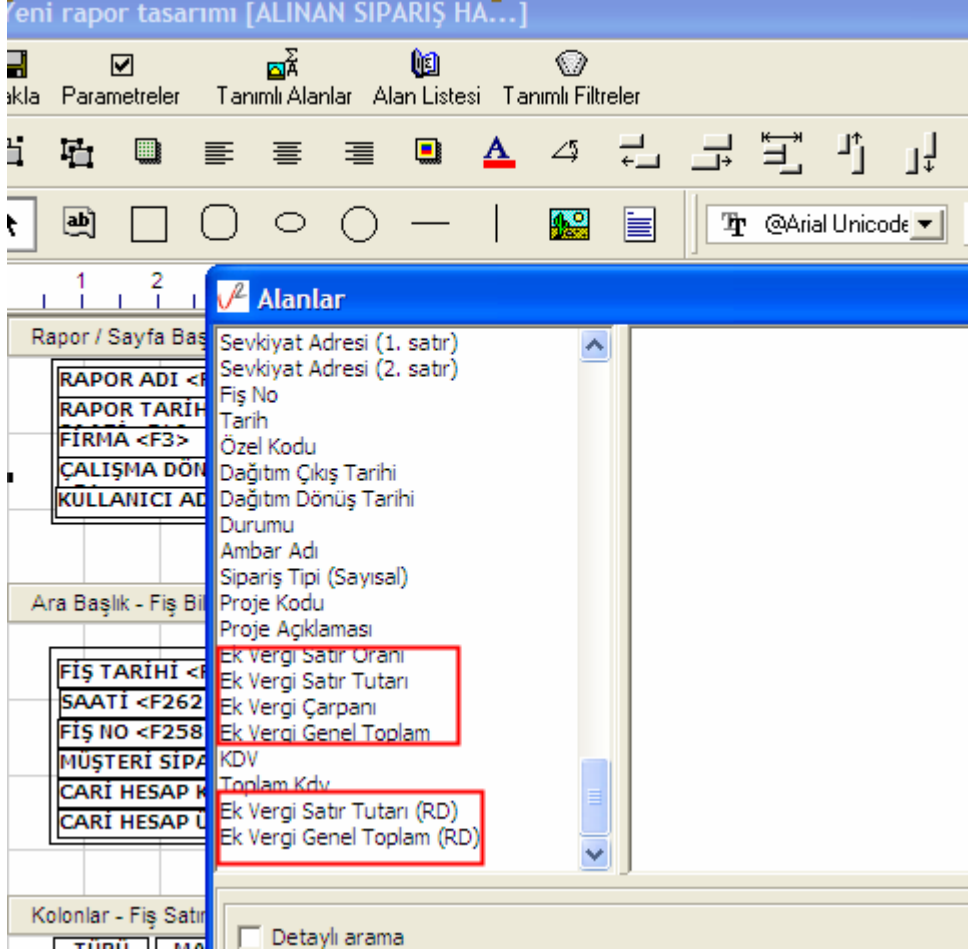 Yeni rapor tasarımı [ALINAN SİPARİŞ HA...]
akla Parametreler Tanımlı Alanlar Alan Listesi Tanımlı Filtreler
@Arial Unicode
1 2
Alanlar
Rapor / Sayfa Baş
RAPOR ADI <F
RAPOR TARİH
FİRMA <F3>
ÇALIŞMA DÖN
KULLANICI AD
Ara Başlık - Fiş Bil
FİŞ TARİHİ <F
SAATİ <F262
FİŞ NO <F258
MÜŞTERİ SİPA
CARİ HESAP K
CARİ HESAP Ü
Kolonlar - Fiş Satır
TÜRÜ MA
Sevkiyat Adresi (1. satır)
Sevkiyat Adresi (2. satır)
Fiş No
Tarih
Özel Kodu
Dağıtım Çıkış Tarihi
Dağıtım Dönüş Tarihi
Durumu
Ambar Adı
Sipariş Tipi (Sayısal)
Proje Kodu
Proje Açıklaması
Ek Vergi Satır Oranı
Ek Vergi Satır Tutarı
Ek Vergi Çarpanı
Ek Vergi Genel Toplam
KDV
Toplam Kdv
Ek Vergi Satır Tutarı (RD)
Ek Vergi Genel Toplam (RD)
Detaylı arama